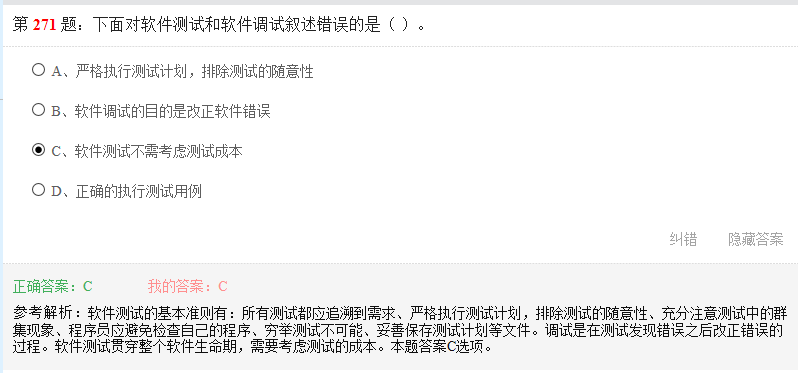 第 271 题：下面对软件测试和软件调试叙述错误的是（ ）。
A、严格执行测试计划，排除测试的随意性
B、软件调试的目的是改正软件错误
C、软件测试不需考虑测试成本
D、正确的执行测试用例
纠错 隐藏答案
正确答案：C 我的答案：C
参考解析：软件测试的基本准则有：所有测试都应追溯到需求、严格执行测试计划，排除测试的随意性、充分注意测试中的群
集现象、程序员应避免检查自己的程序、穷举测试不可能、妥善保存测试计划等文件。调试是在测试发现错误之后改正错误的
过程。软件测试贯穿整个软件生命期，需要考虑测试的成本。本题答案C选项。